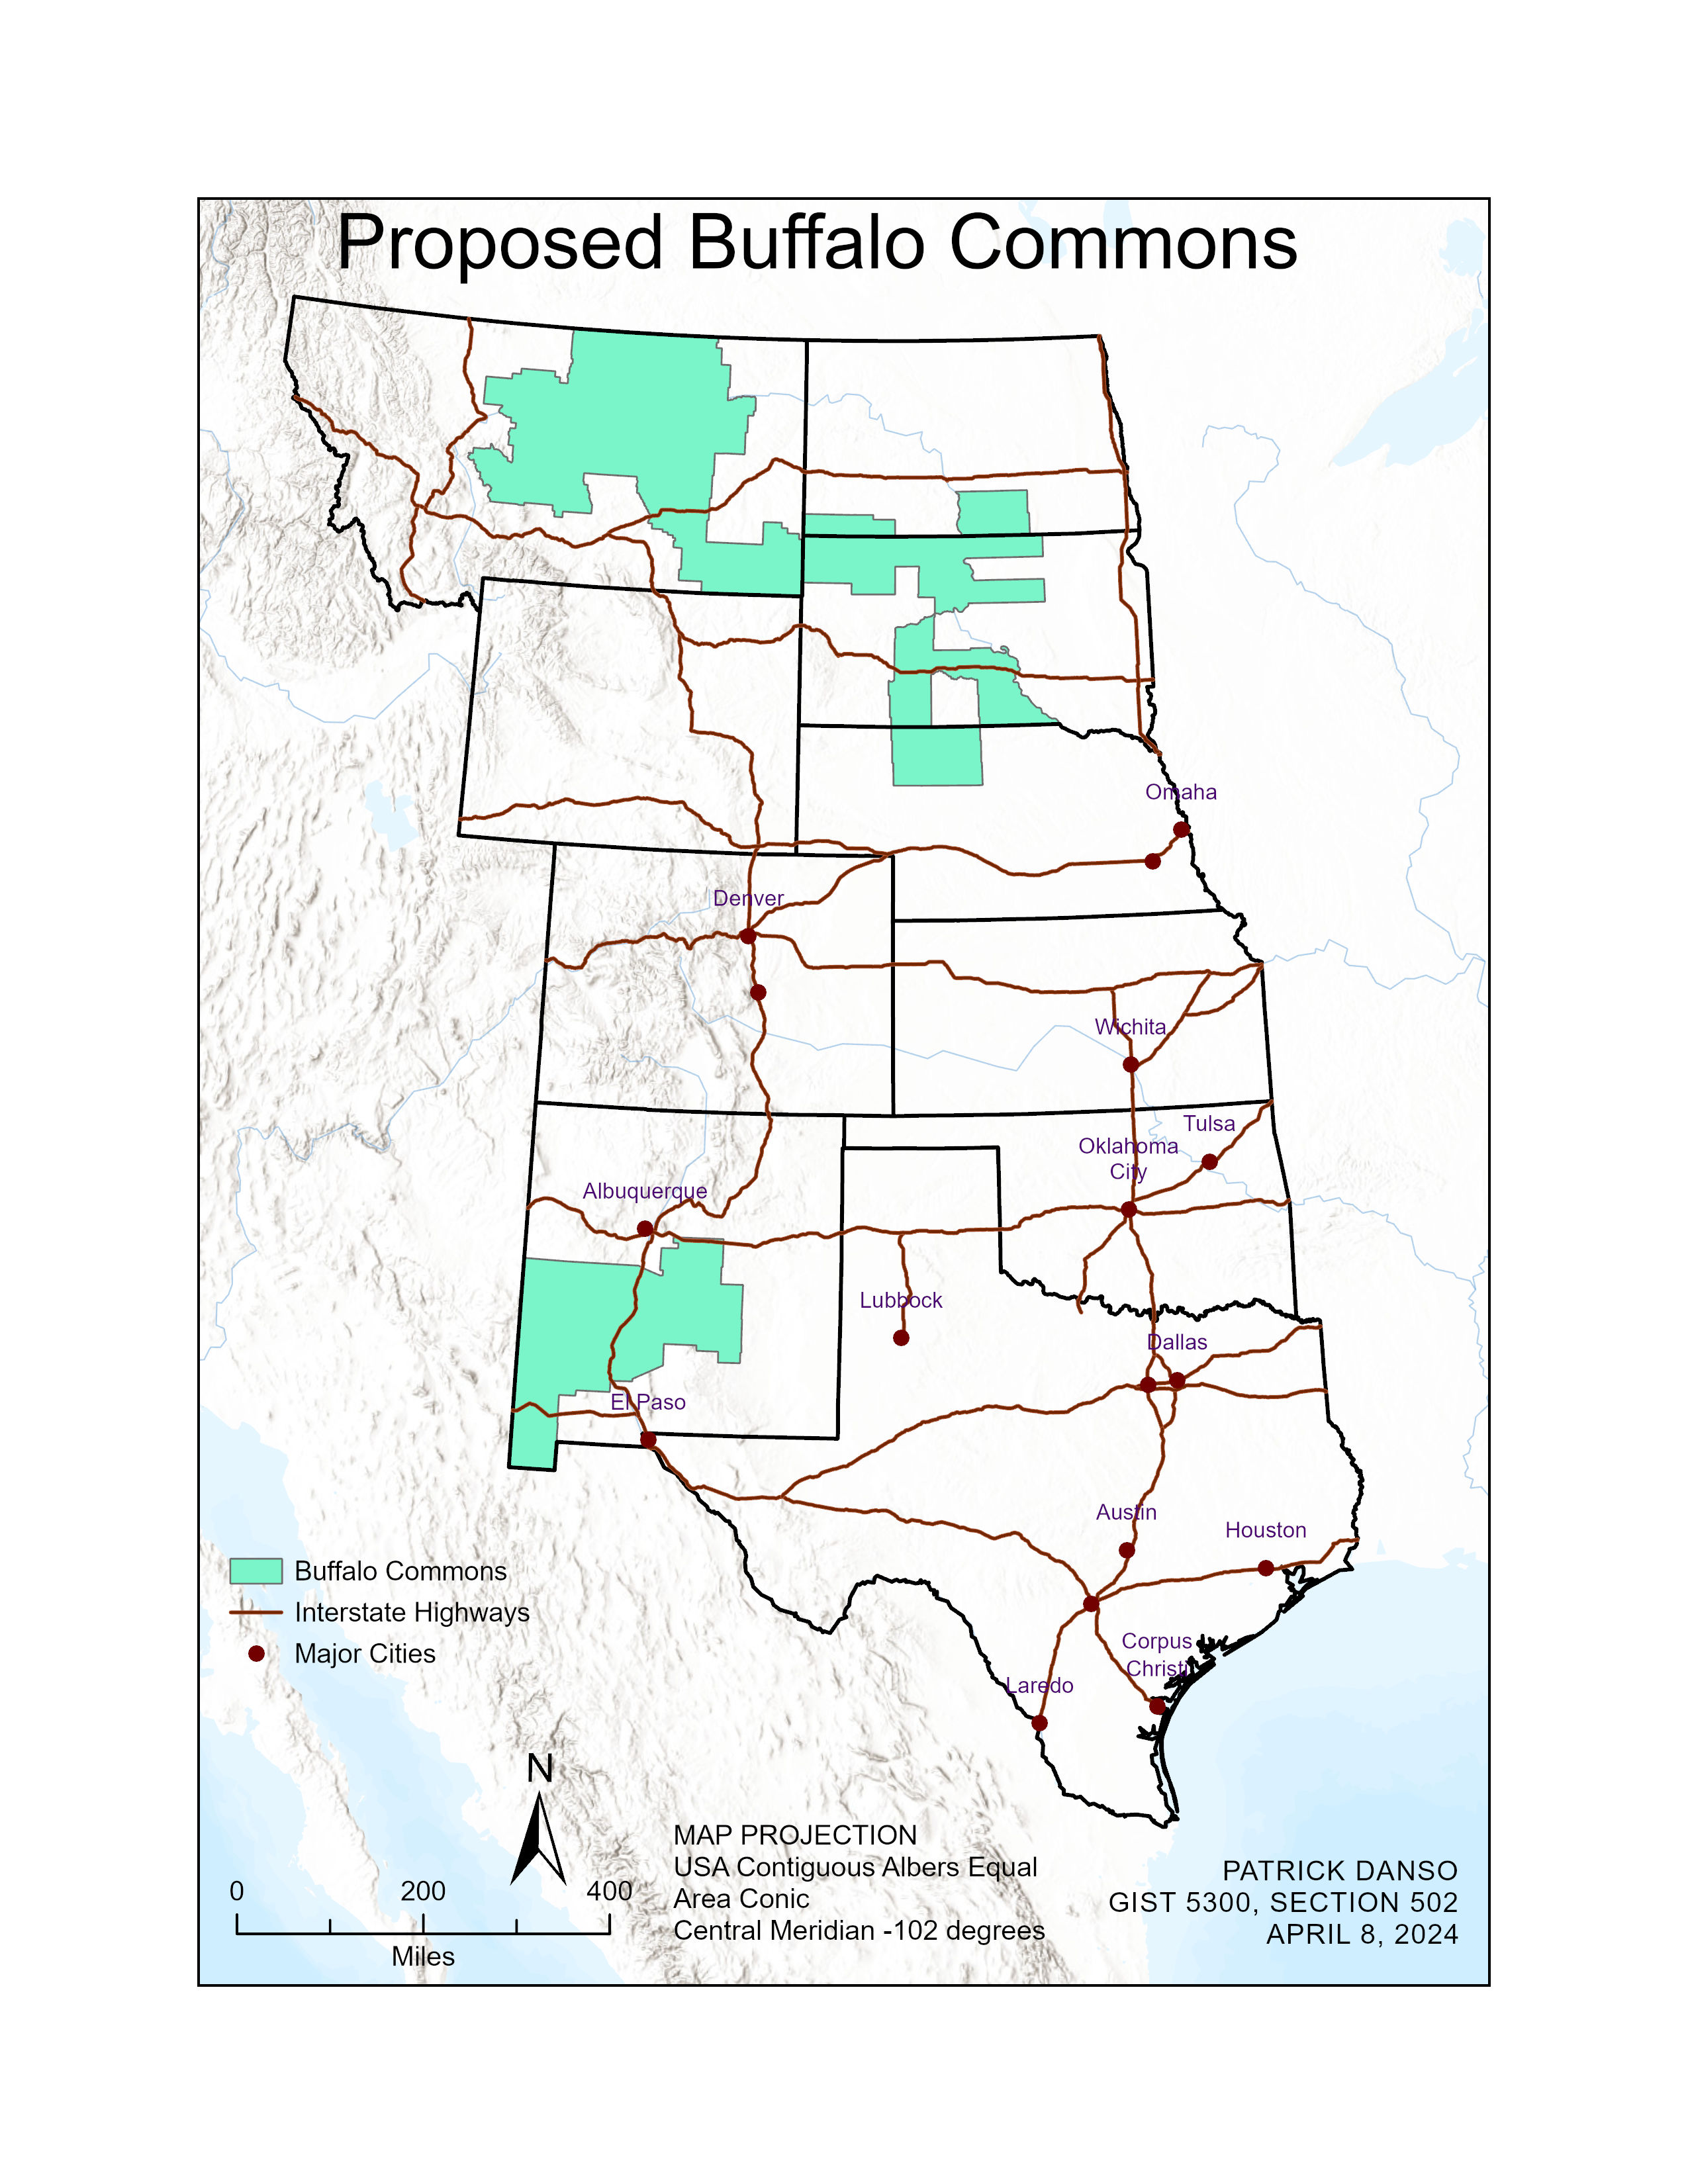 Proposed Buffalo Commons
Omaha
Denver
Wichita
Tulsa
Oklahoma
City
Albuquerque
Lubbock
Dallas
El Paso
Austin
Houston
Buffalo Commons
Interstate Highways
Major Cities
Corpus
Christi
Laredo
N
0 200 400
Miles
MAP PROJECTION
USA Contiguous Albers Equal
Area Conic
Central Meridian -102 degrees
PATRICK DANSO
GIST 5300, SECTION 502
APRIL 8, 2024